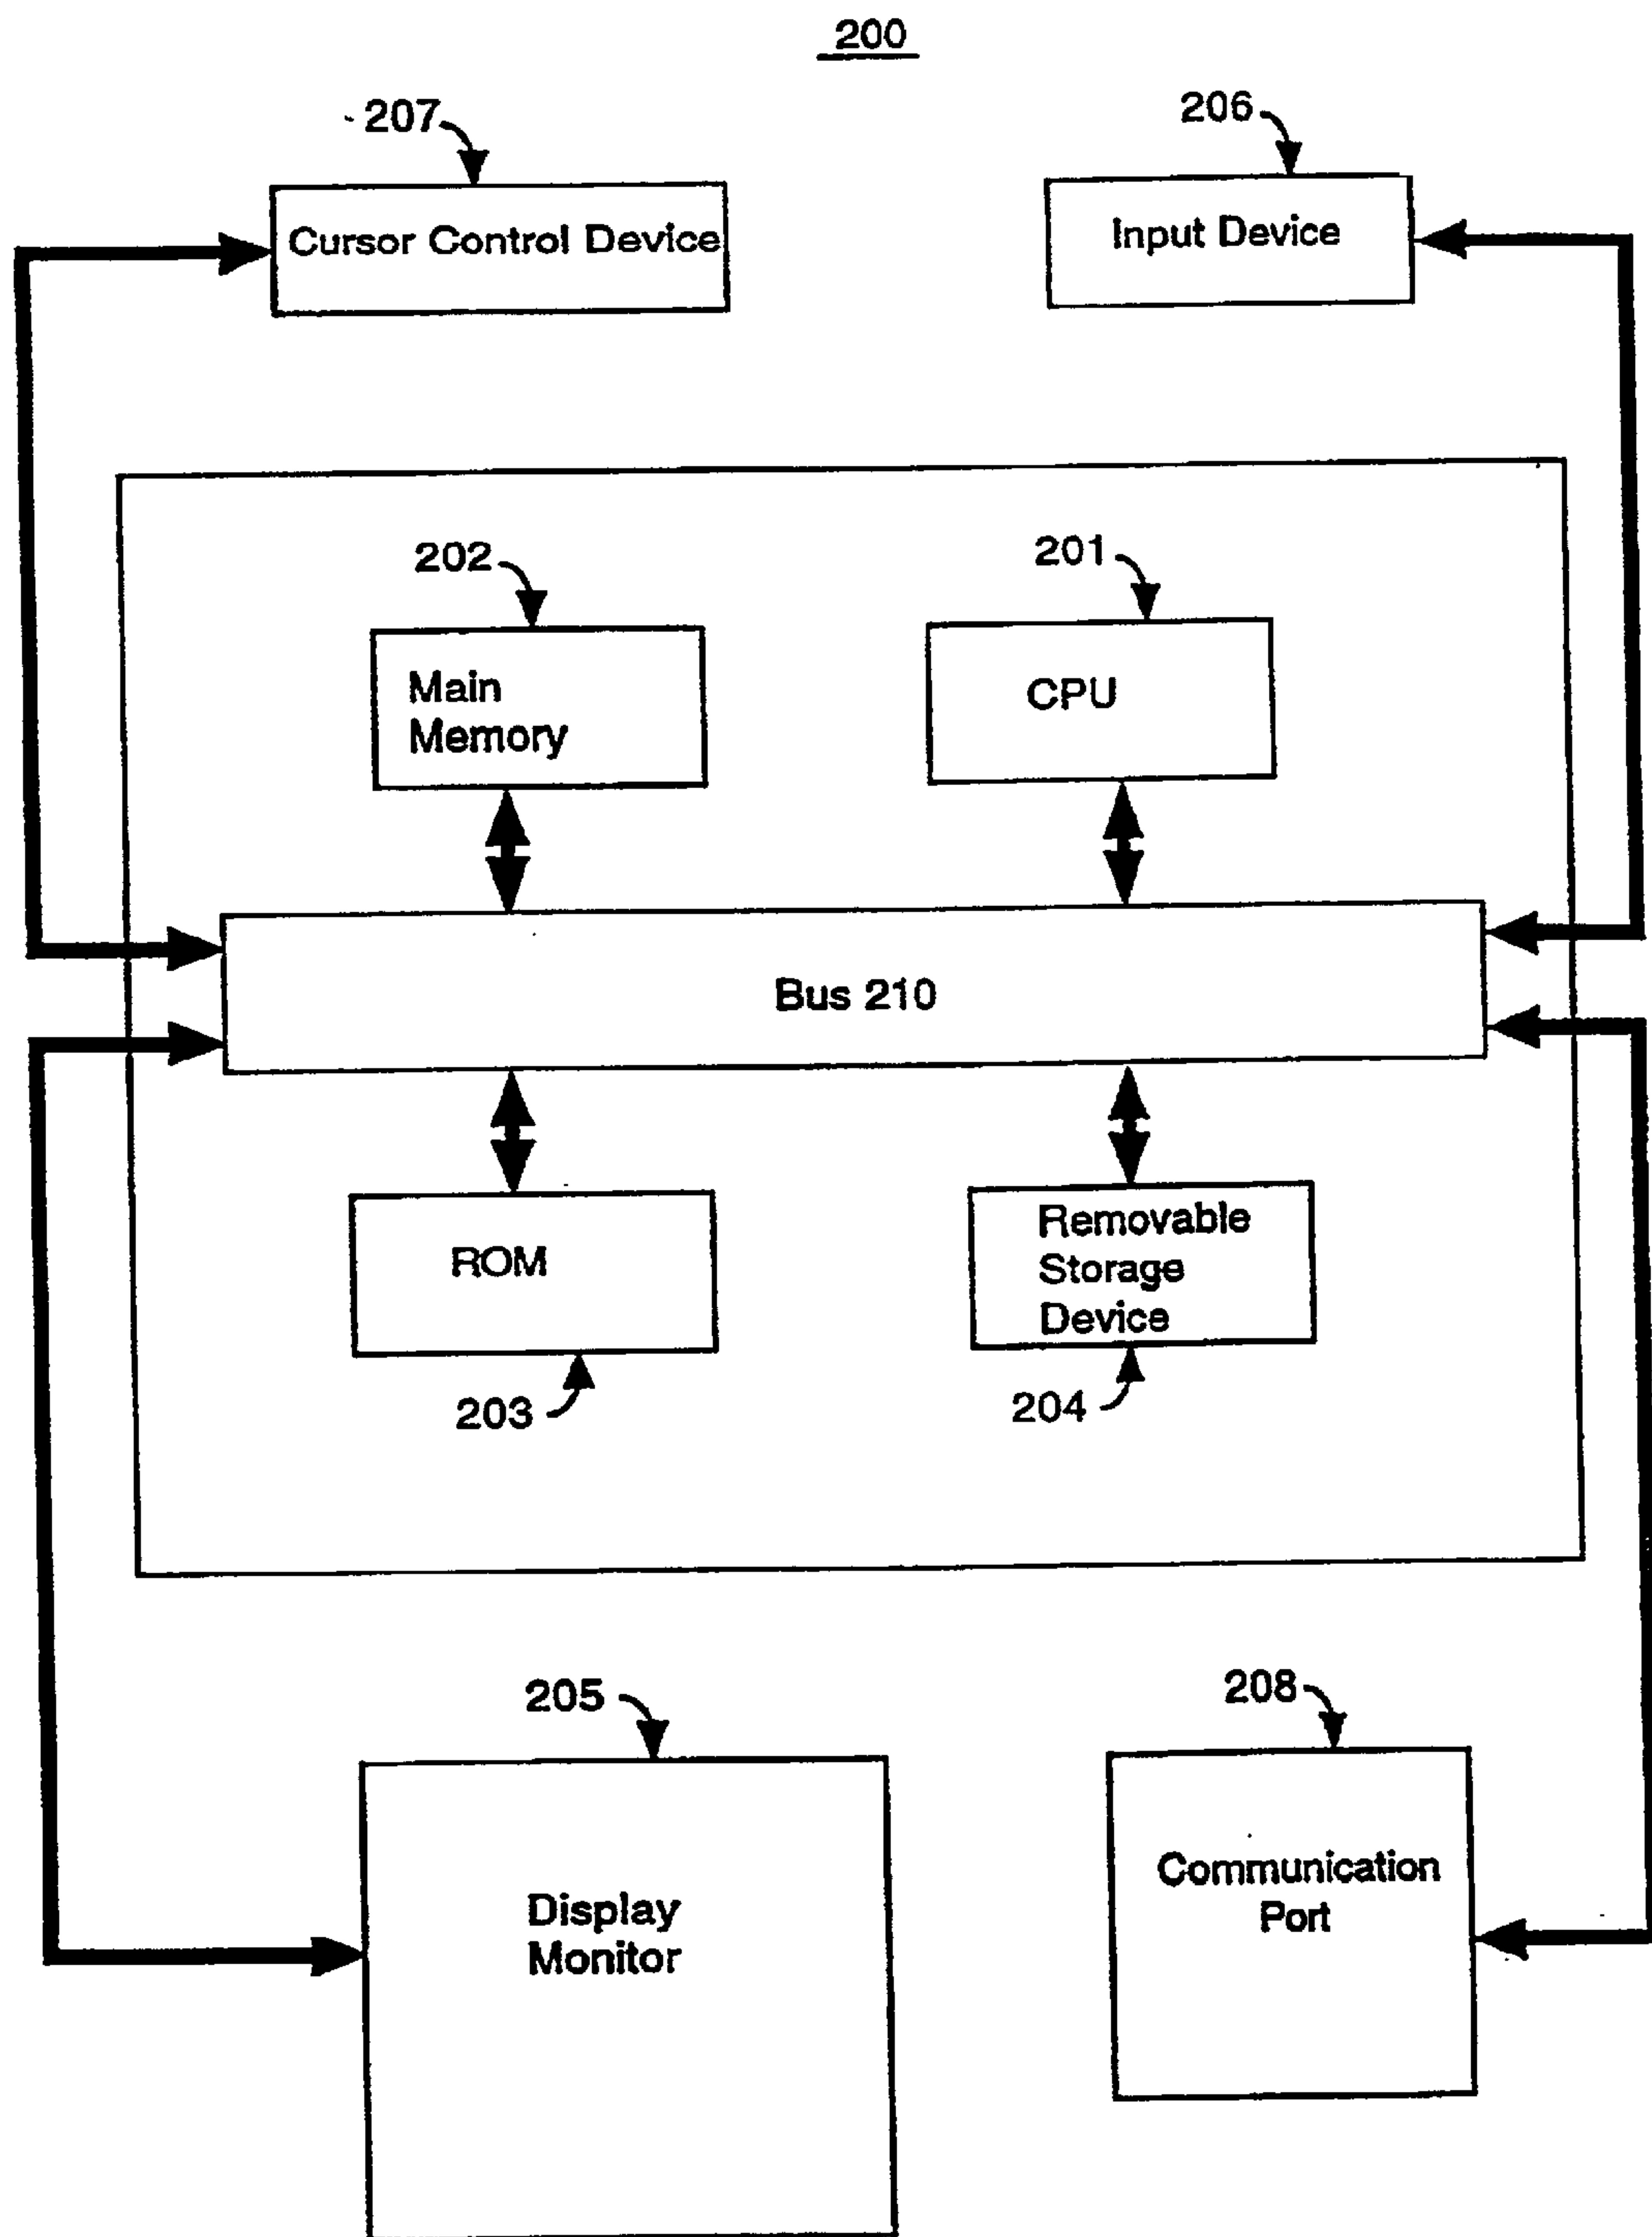 200
207
206
Cursor Control Device
Input Device
202
201
Main
Memory
CPU
Bus 210
ROM
Removable
Storage
Device
203
204
205
208
Display
Monitor
Communication
Port